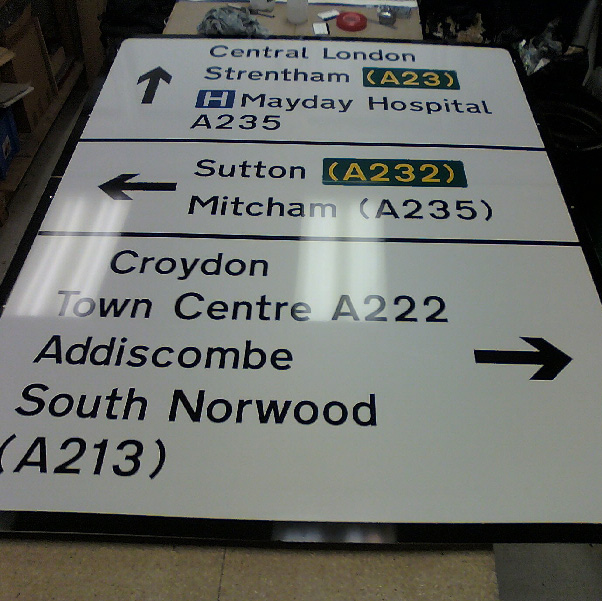 Central London
Strentham (A23)
H Mayday Hospital
A235
Sutton (A232)
Mitcham (A235)
Croydon
Town Centre A222
Addiscombe
South Norwood
(A213)